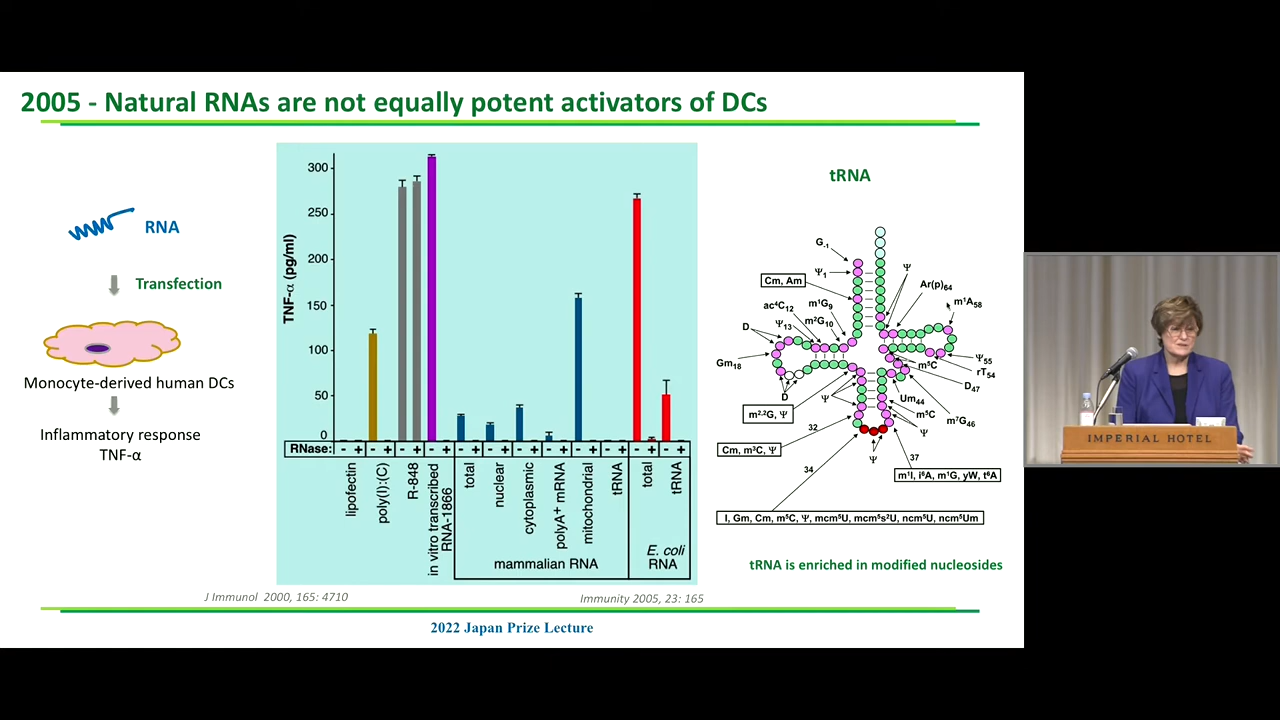 2005 - Natural RNAs are not equally potent activators of DCs
RNA
Transfection
Monocyte-derived human DCs
Inflammatory response
TNF-α
TNF-α (pg/ml)
300
250
200
150
100
50
0
RNase: - + - + - + - + - + - + - + - + - + - + - + - +
lipofectin
poly(I):(C)
R-848
in vitro transcribed
RNA-1866
total
nuclear
cytoplasmic
polyA+ mRNA
mitochondrial
tRNA
total
tRNA
mammalian RNA
E. coli
RNA
tRNA
G-1
Ψ1
Cm, Am
Ψ
Ar(p)64
m1A58
ac4C12
m1G9
m2G10
D
Ψ13
Gm18
Ψ55
rT54
m5C
D47
D
Ψ
Um44
m5C
m7G46
Ψ
m2,2G, Ψ
32
Cm, m3C, Ψ
Ψ
37
34
m1I, i6A, m1G, yW, t6A
I, Gm, Cm, m5C, Ψ, mcm5U, mcm5s2U, ncm5U, ncm5Um
tRNA is enriched in modified nucleosides
J Immunol 2000, 165: 4710
Immunity 2005, 23: 165
2022 Japan Prize Lecture
IMPERIAL HOTEL